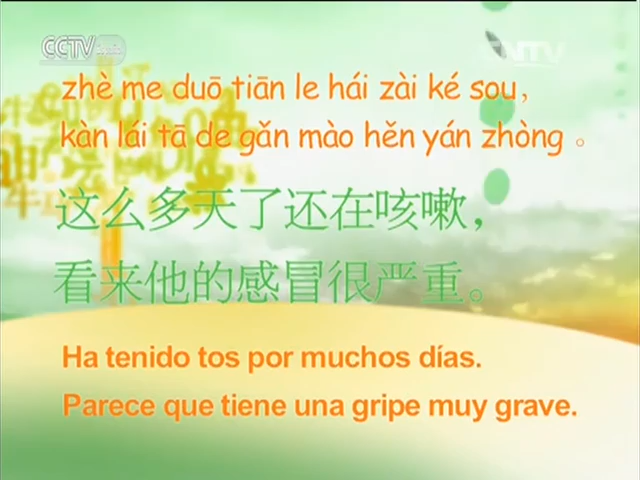 CCTV
CNTV
zhè me duō tiān le hái zài ké sou,
kàn lái tā de gǎn mào hěn yán zhòng 。
这么多天了还在咳嗽，
看来他的感冒很严重。
Ha tenido tos por muchos días.
Parece que tiene una gripe muy grave.